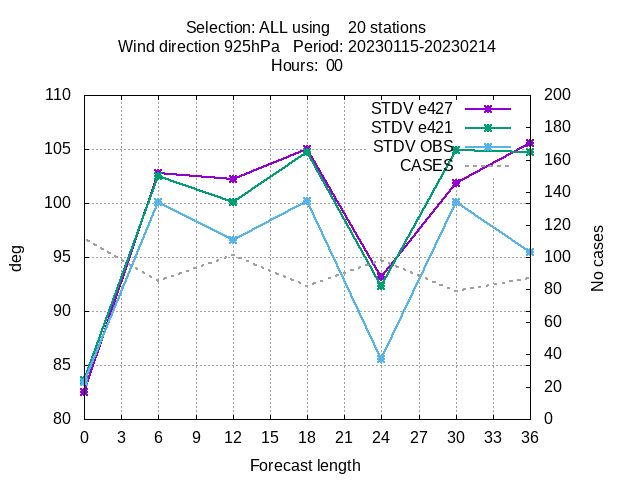 Selection: ALL using    20 stations
Wind direction 925hPa   Period: 20230115-20230214
Hours:  00
STDV e427
STDV e421
STDV OBS
CASES
110
105
100
95
90
85
80
200
180
160
140
120
100
80
60
40
20
0
deg
No cases
0 3 6 9 12 15 18 21 24 27 30 33 36
Forecast length